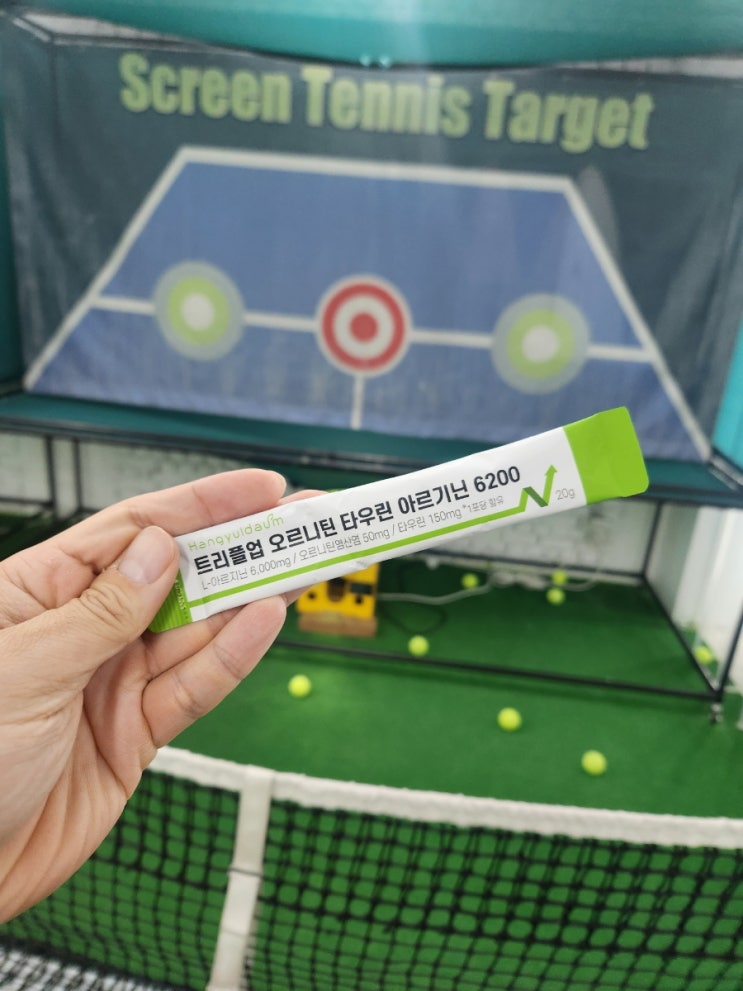 Screen Tennis Target
Hangyuldaum
트리플업 오르니틴 타우린 아르기닌 6200
L-아르지닌 6,000mg / 오르니틴염산염 50mg / 타우린 150mg *1포당 함유
20g